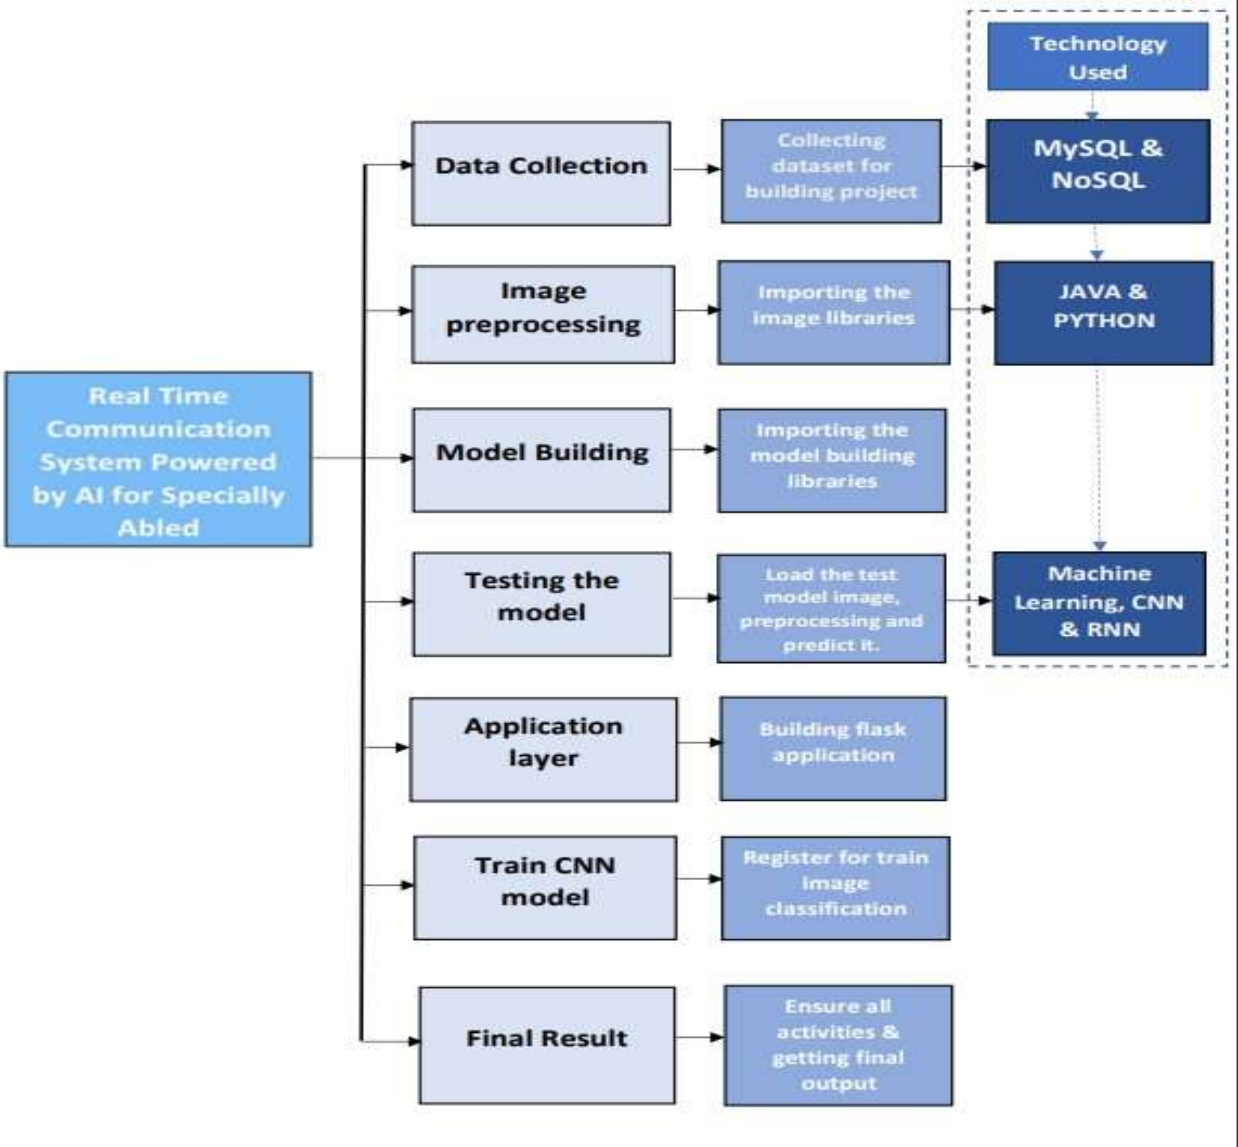 Technology
Used
Data Collection
Collecting
dataset for
building project
MySQL &
NoSQL
Image
preprocessing
Importing the
image libraries
JAVA &
PYTHON
Real Time
Communication
System Powered
by AI for Specially
Abled
Model Building
Importing the
model building
libraries
Testing the
model
Load the test
model image,
preprocessing and
predict it.
Machine
Learning, CNN
& RNN
Application
layer
Building flask
application
Train CNN
model
Register for train
image
classification
Final Result
Ensure all
activities &
getting final
output